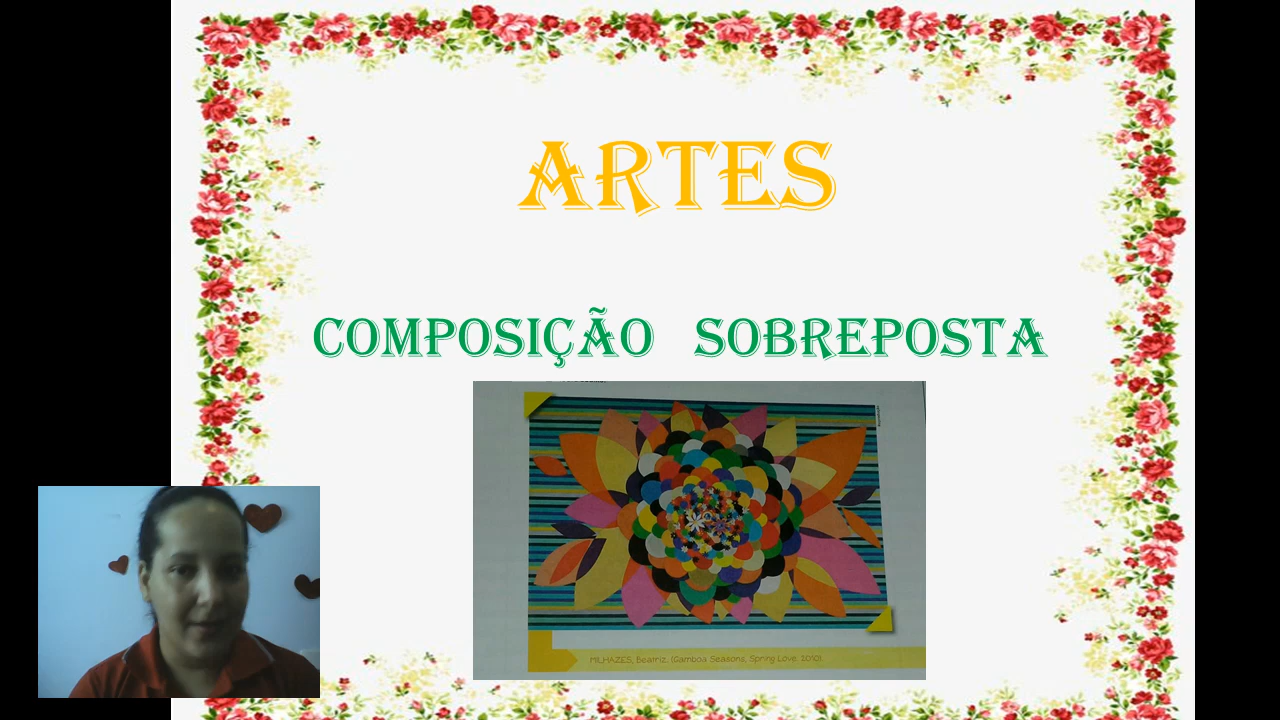 ARTES
COMPOSIÇÃO SOBREPOSTA
MILHAZES, Beatriz. (Gamboa Seasons, Spring Love, 2010).